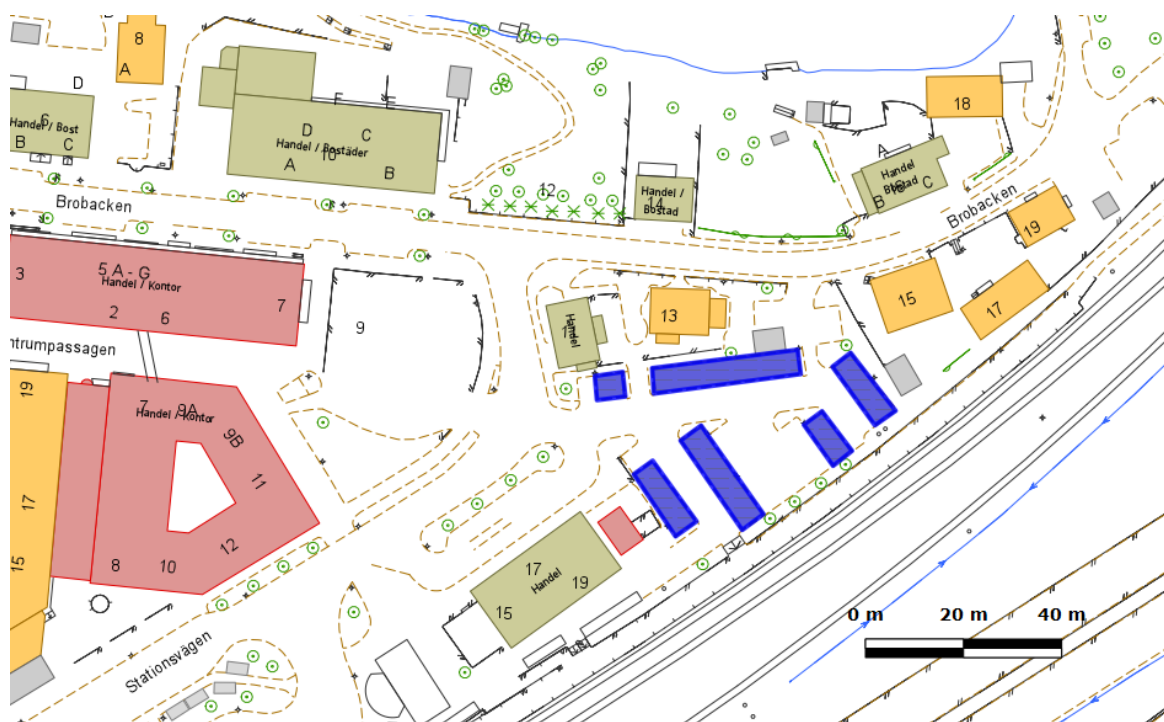 8
A
D
6
Handel / Bost
B C
F E
D C
Handel / Bostäder
10
A B
12
Handel /
14
Bostad
18
A
Handel
Bostad
B C
Brobacken
Brobacken
19
15
17
3
5 A - G
Handel / Kontor
2 6
7
9
Handel
13
ntrumpassagen
19
7 9A
Handel / Kontor
9B
11
17
12
8 10
15
17
Handel
19
15
Stationsvägen
0 m 20 m 40 m